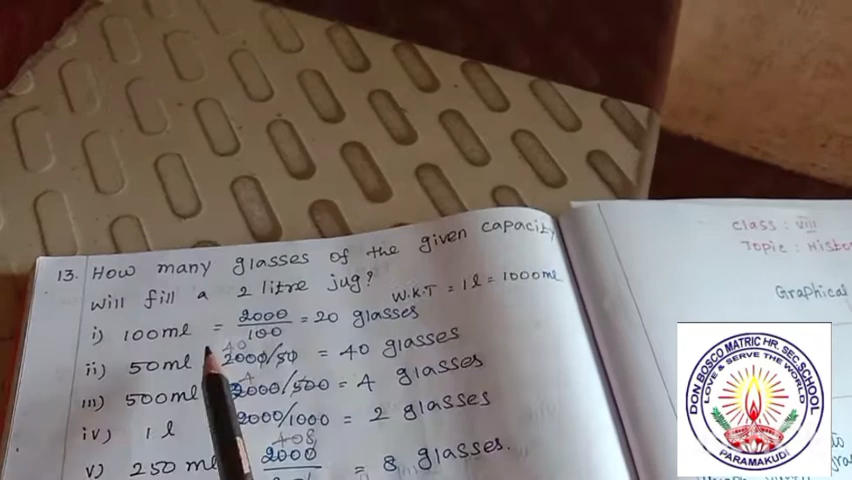 13. How many glasses of the given capacity
will fill a 2 litre jug?
W.K.T = 1l = 1000ml
i) 100ml = 2000/100 = 20 glasses
ii) 50ml 2000/50 = 40 glasses
40
iii) 500ml 2000/500 = 4 glasses
4
iv) 1 l 2000/1000 = 2 glasses
v) 250 ml 2000 = 8 glasses.
408
class : VIII
Topic :
Graphical
DON BOSCO MATRIC HR. SEC. SCHOOL
LOVE & SERVE THE WORLD
PARAMAKUDI